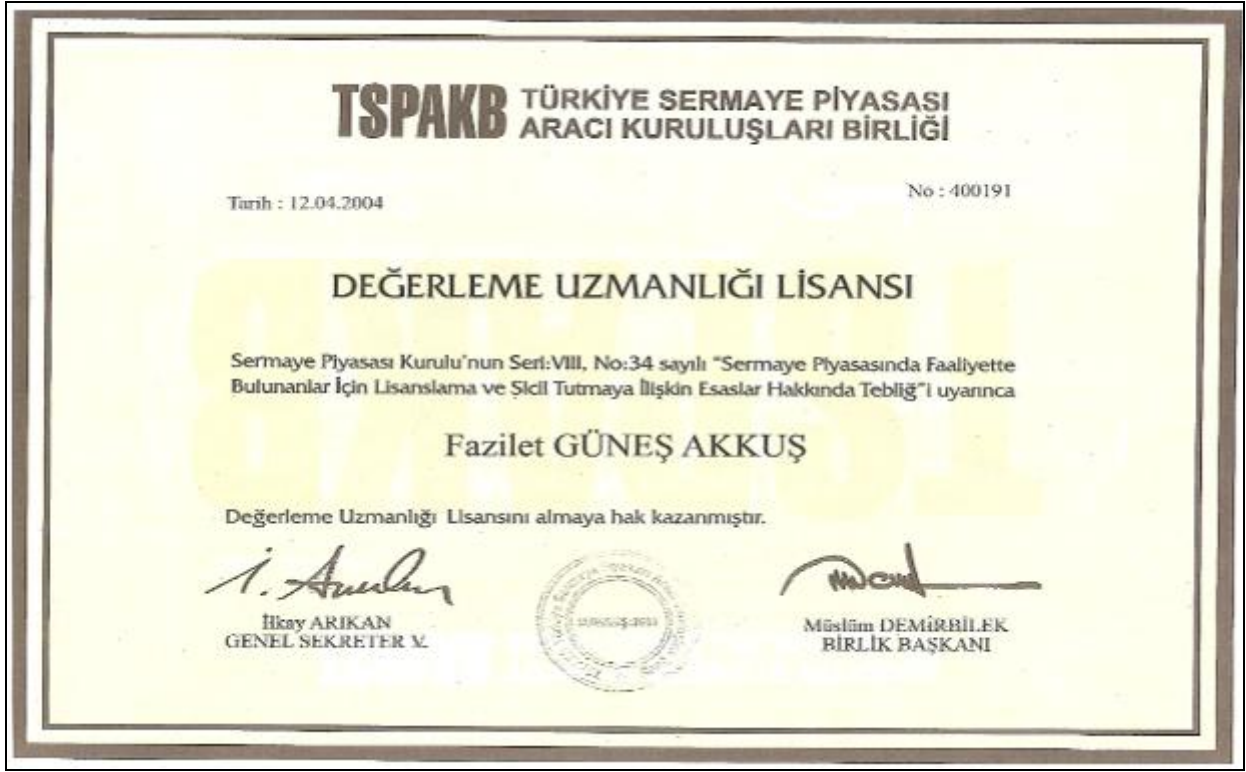 TSPAKB TÜRKİYE SERMAYE PİYASASI
ARACI KURULUŞLARI BİRLİĞİ
Tarih : 12.04.2004
No : 400191
DEĞERLEME UZMANLIĞI LİSANSI
Sermaye Piyasası Kurulu'nun Seri:VIII, No:34 sayılı "Sermaye Piyasasında Faaliyette
Bulunanlar İçin Lisanslama ve Sicil Tutmaya İlişkin Esaslar Hakkında Tebliğ"i uyarınca
Fazilet GÜNEŞ AKKUŞ
Değerleme Uzmanlığı Lisansını almaya hak kazanmıştır.
İlkay ARIKAN
GENEL SEKRETER V.
Müslüm DEMİRBİLEK
BİRLİK BAŞKANI